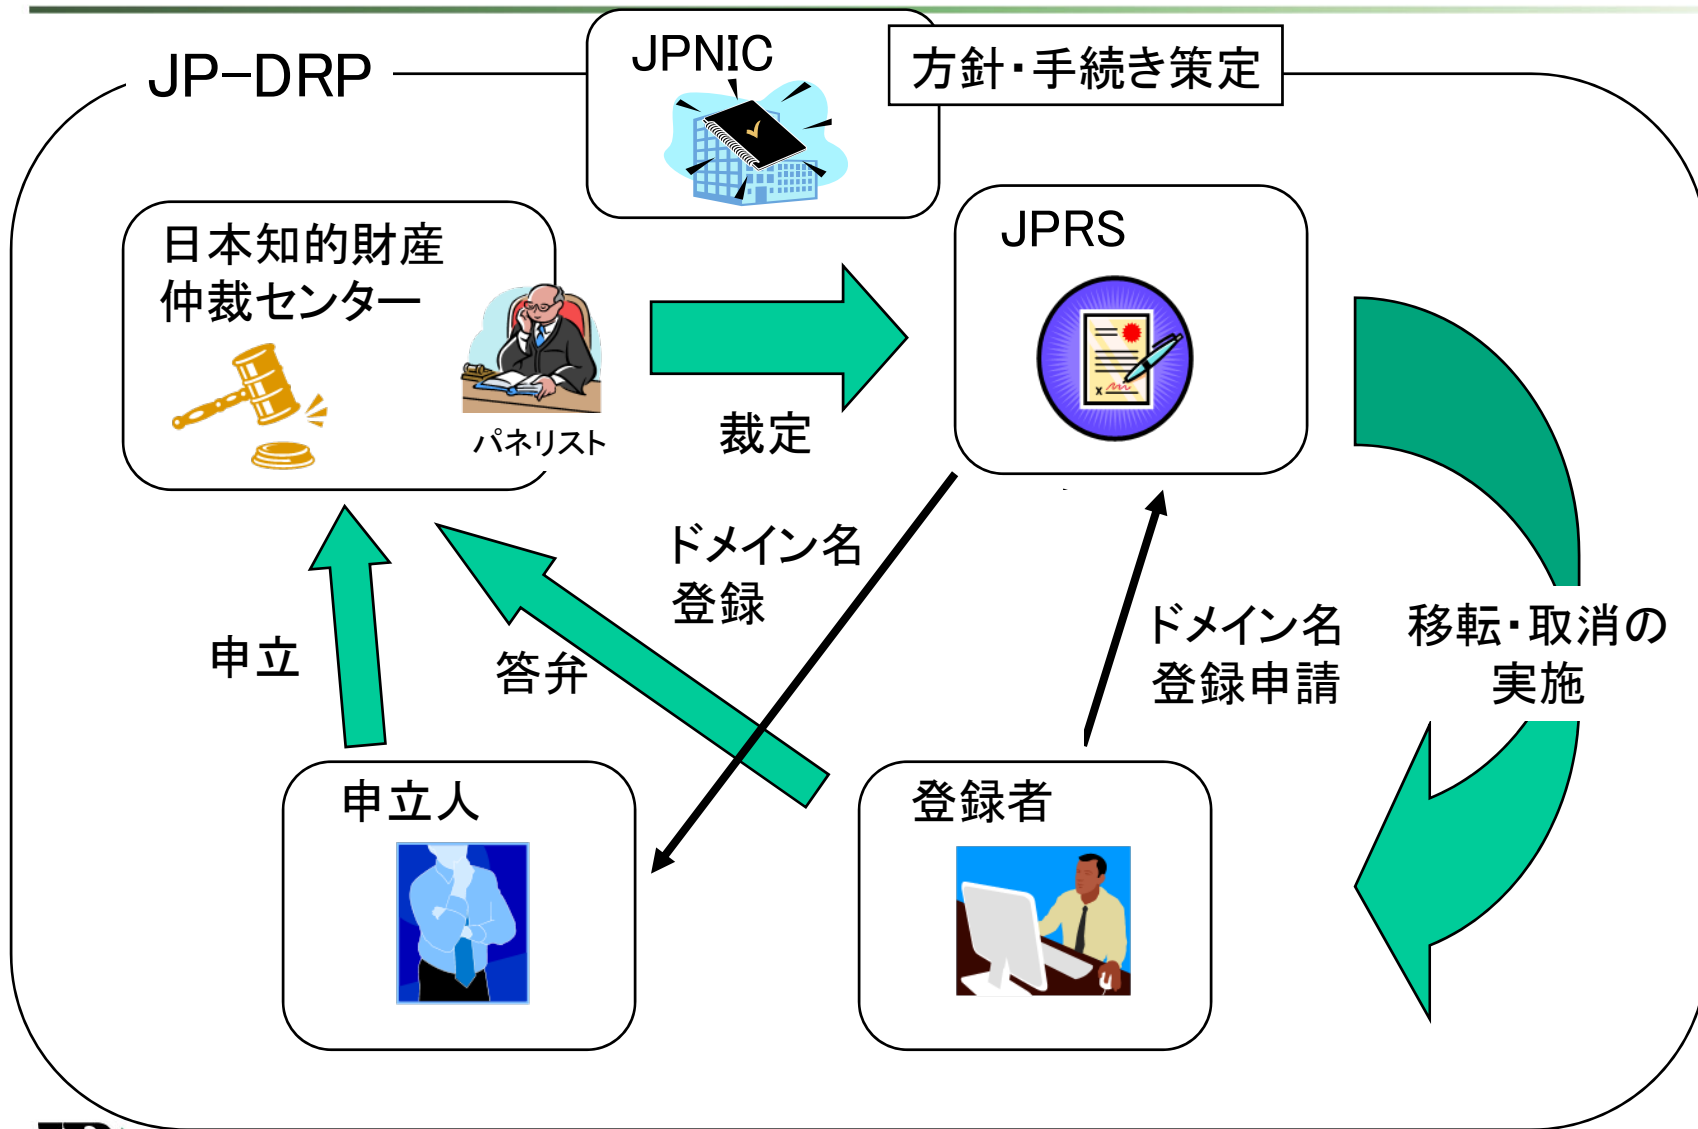 JP-DRP
JPNIC
方針・手続き策定
日本知的財産
仲裁センター
パネリスト
裁定
JPRS
ドメイン名
登録
申立
答弁
ドメイン名
登録申請
移転・取消の
実施
申立人
登録者